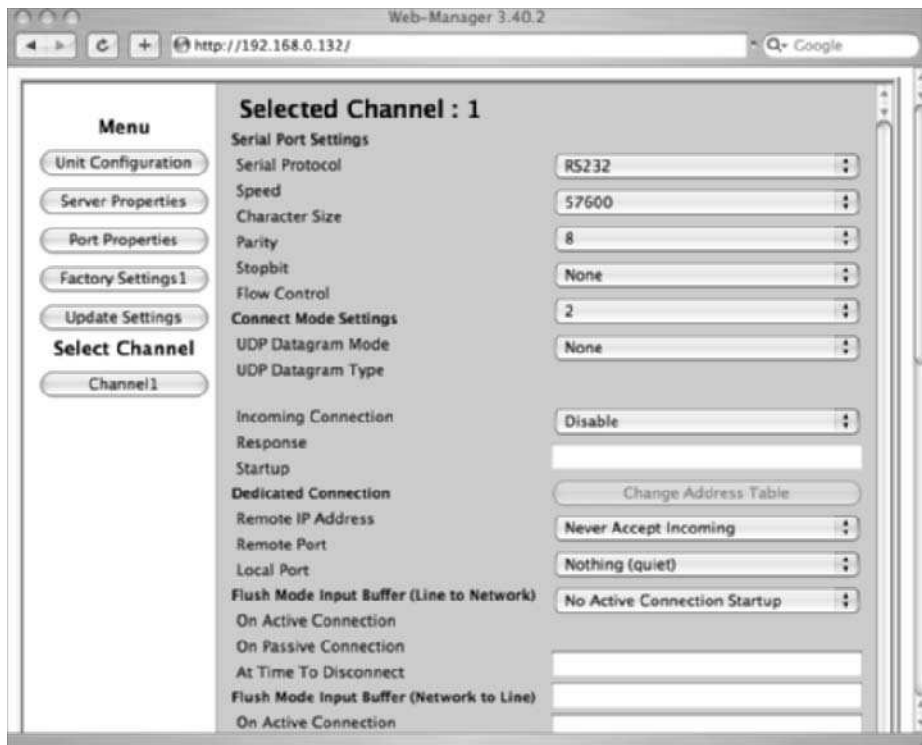 Web-Manager 3.40.2
http://192.168.0.132/
Google
Menu
Unit Configuration
Server Properties
Port Properties
Factory Settings1
Update Settings
Select Channel
Channel1
Selected Channel : 1
Serial Port Settings
Serial Protocol
RS232
Speed
57600
Character Size
8
Parity
Stopbit
None
Flow Control
2
Connect Mode Settings
UDP Datagram Mode
None
UDP Datagram Type
Incoming Connection
Disable
Response
Startup
Dedicated Connection
Change Address Table
Remote IP Address
Never Accept Incoming
Remote Port
Local Port
Nothing (quiet)
Flush Mode Input Buffer (Line to Network)
No Active Connection Startup
On Active Connection
On Passive Connection
At Time To Disconnect
Flush Mode Input Buffer (Network to Line)
On Active Connection